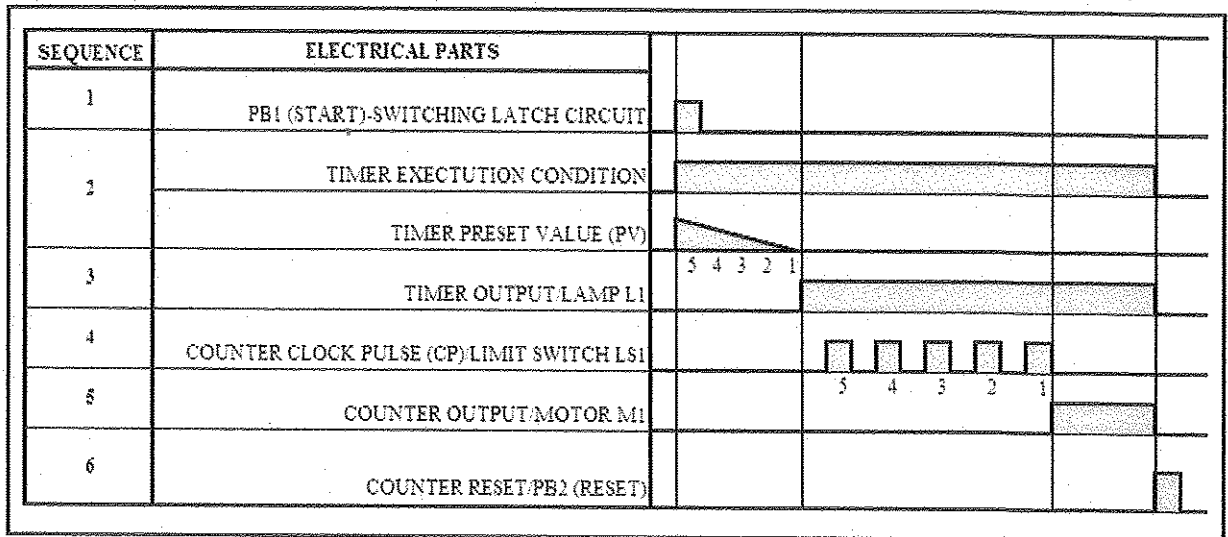 SEQUENCE ELECTRICAL PARTS
1 PB1 (START)-SWITCHING LATCH CIRCUIT
2 TIMER EXECTUTION CONDITION
TIMER PRESET VALUE (PV)
5 4 3 2 1
3 TIMER OUTPUT/LAMP L1
4 COUNTER CLOCK PULSE (CP)/LIMIT SWITCH LS1
5 4 3 2 1
5 COUNTER OUTPUT/MOTOR M1
6 COUNTER RESET/PB2 (RESET)